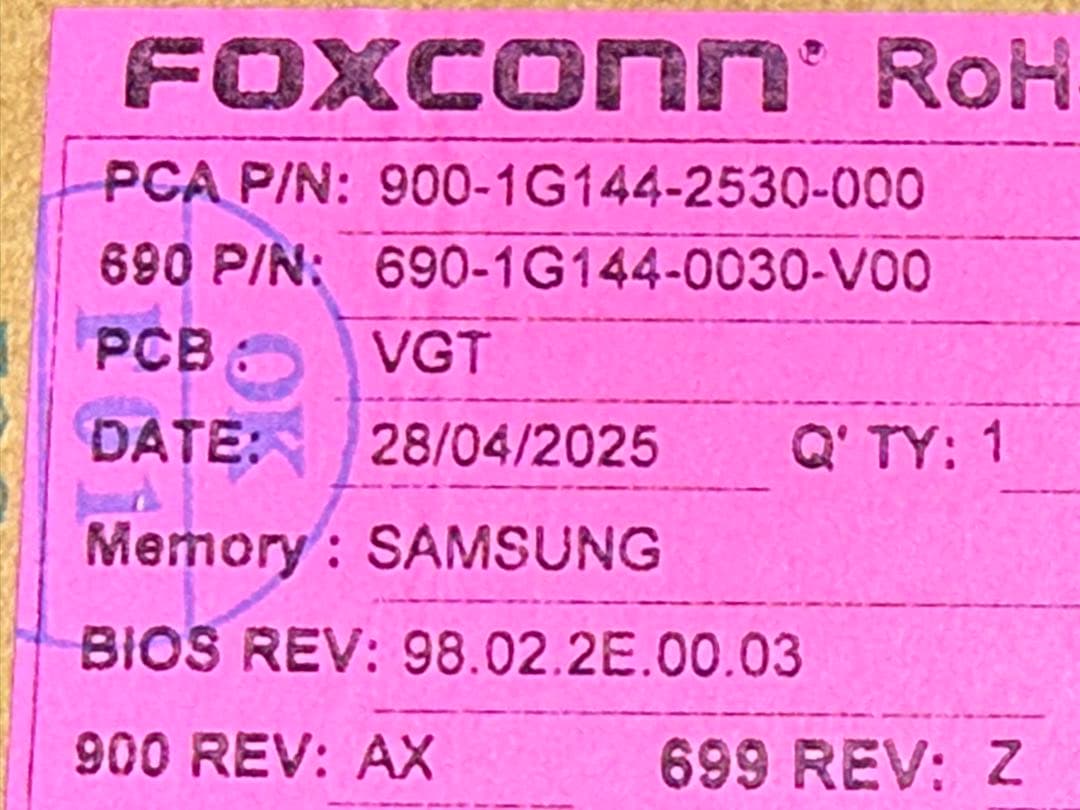 FOXCONN® RoH
PCA P/N: 900-1G144-2530-000
690 P/N: 690-1G144-0030-V00
PCB : VGT
DATE: 28/04/2025 Q' TY: 1
Memory : SAMSUNG
BIOS REV: 98.02.2E.00.03
900 REV: AX 699 REV: Z
OK